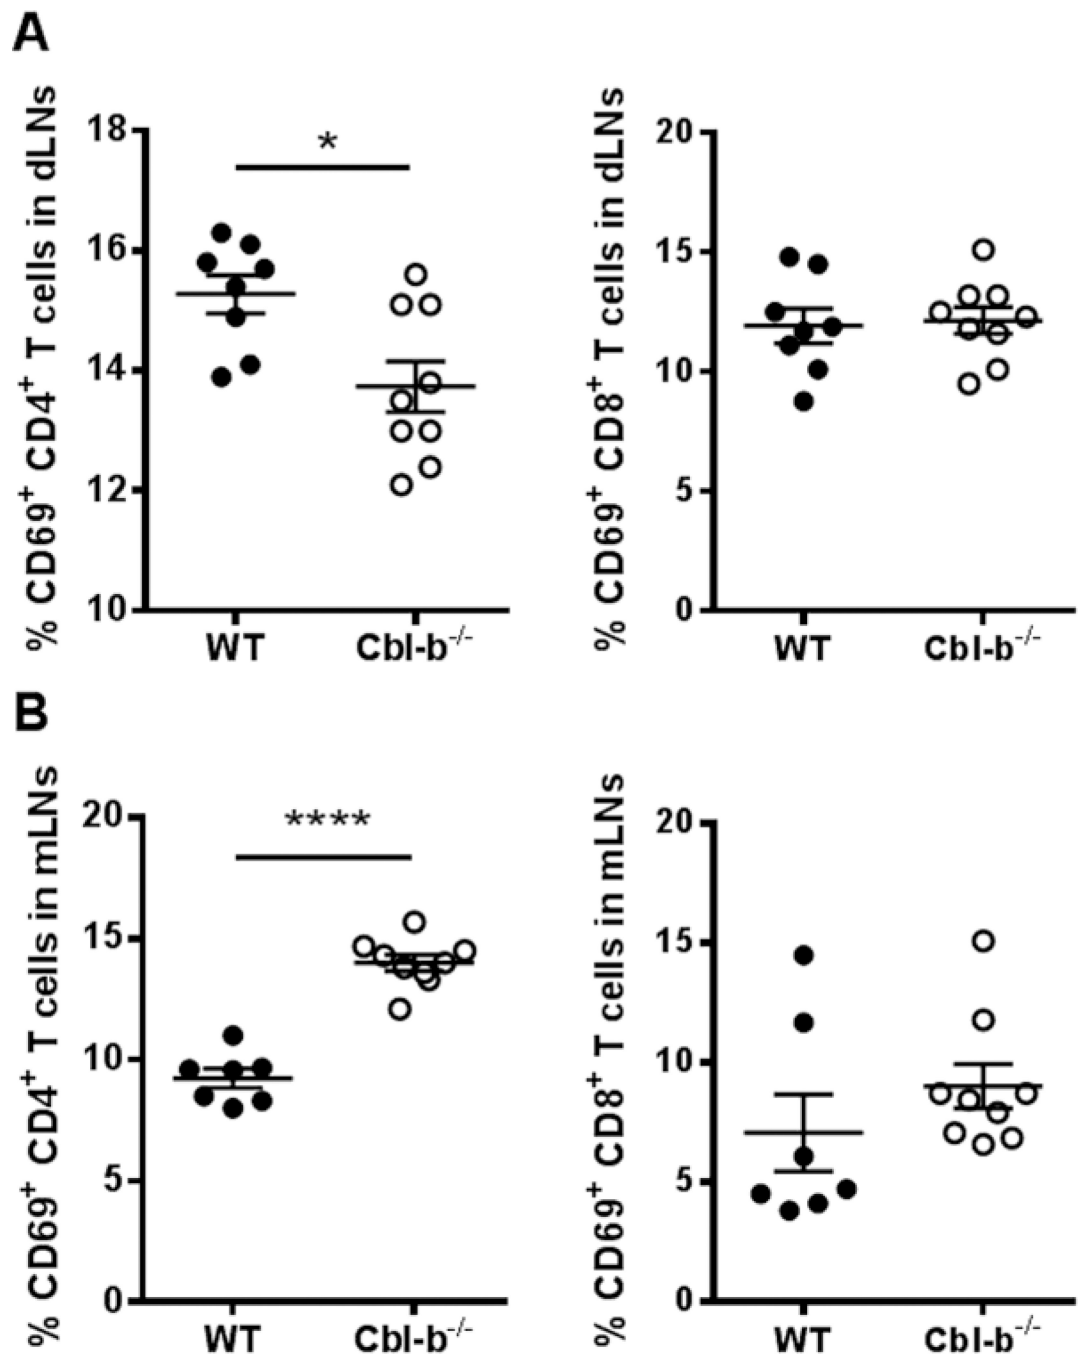 A
% CD69⁺ CD4⁺ T cells in dLNs
18
16
14
12
10
*
WT
Cbl-b⁻/⁻
% CD69⁺ CD8⁺ T cells in dLNs
20
15
10
5
0
WT
Cbl-b⁻/⁻
B
% CD69⁺ CD4⁺ T cells in mLNs
20
15
10
5
0
****
WT
Cbl-b⁻/⁻
% CD69⁺ CD8⁺ T cells in mLNs
20
15
10
5
0
WT
Cbl-b⁻/⁻